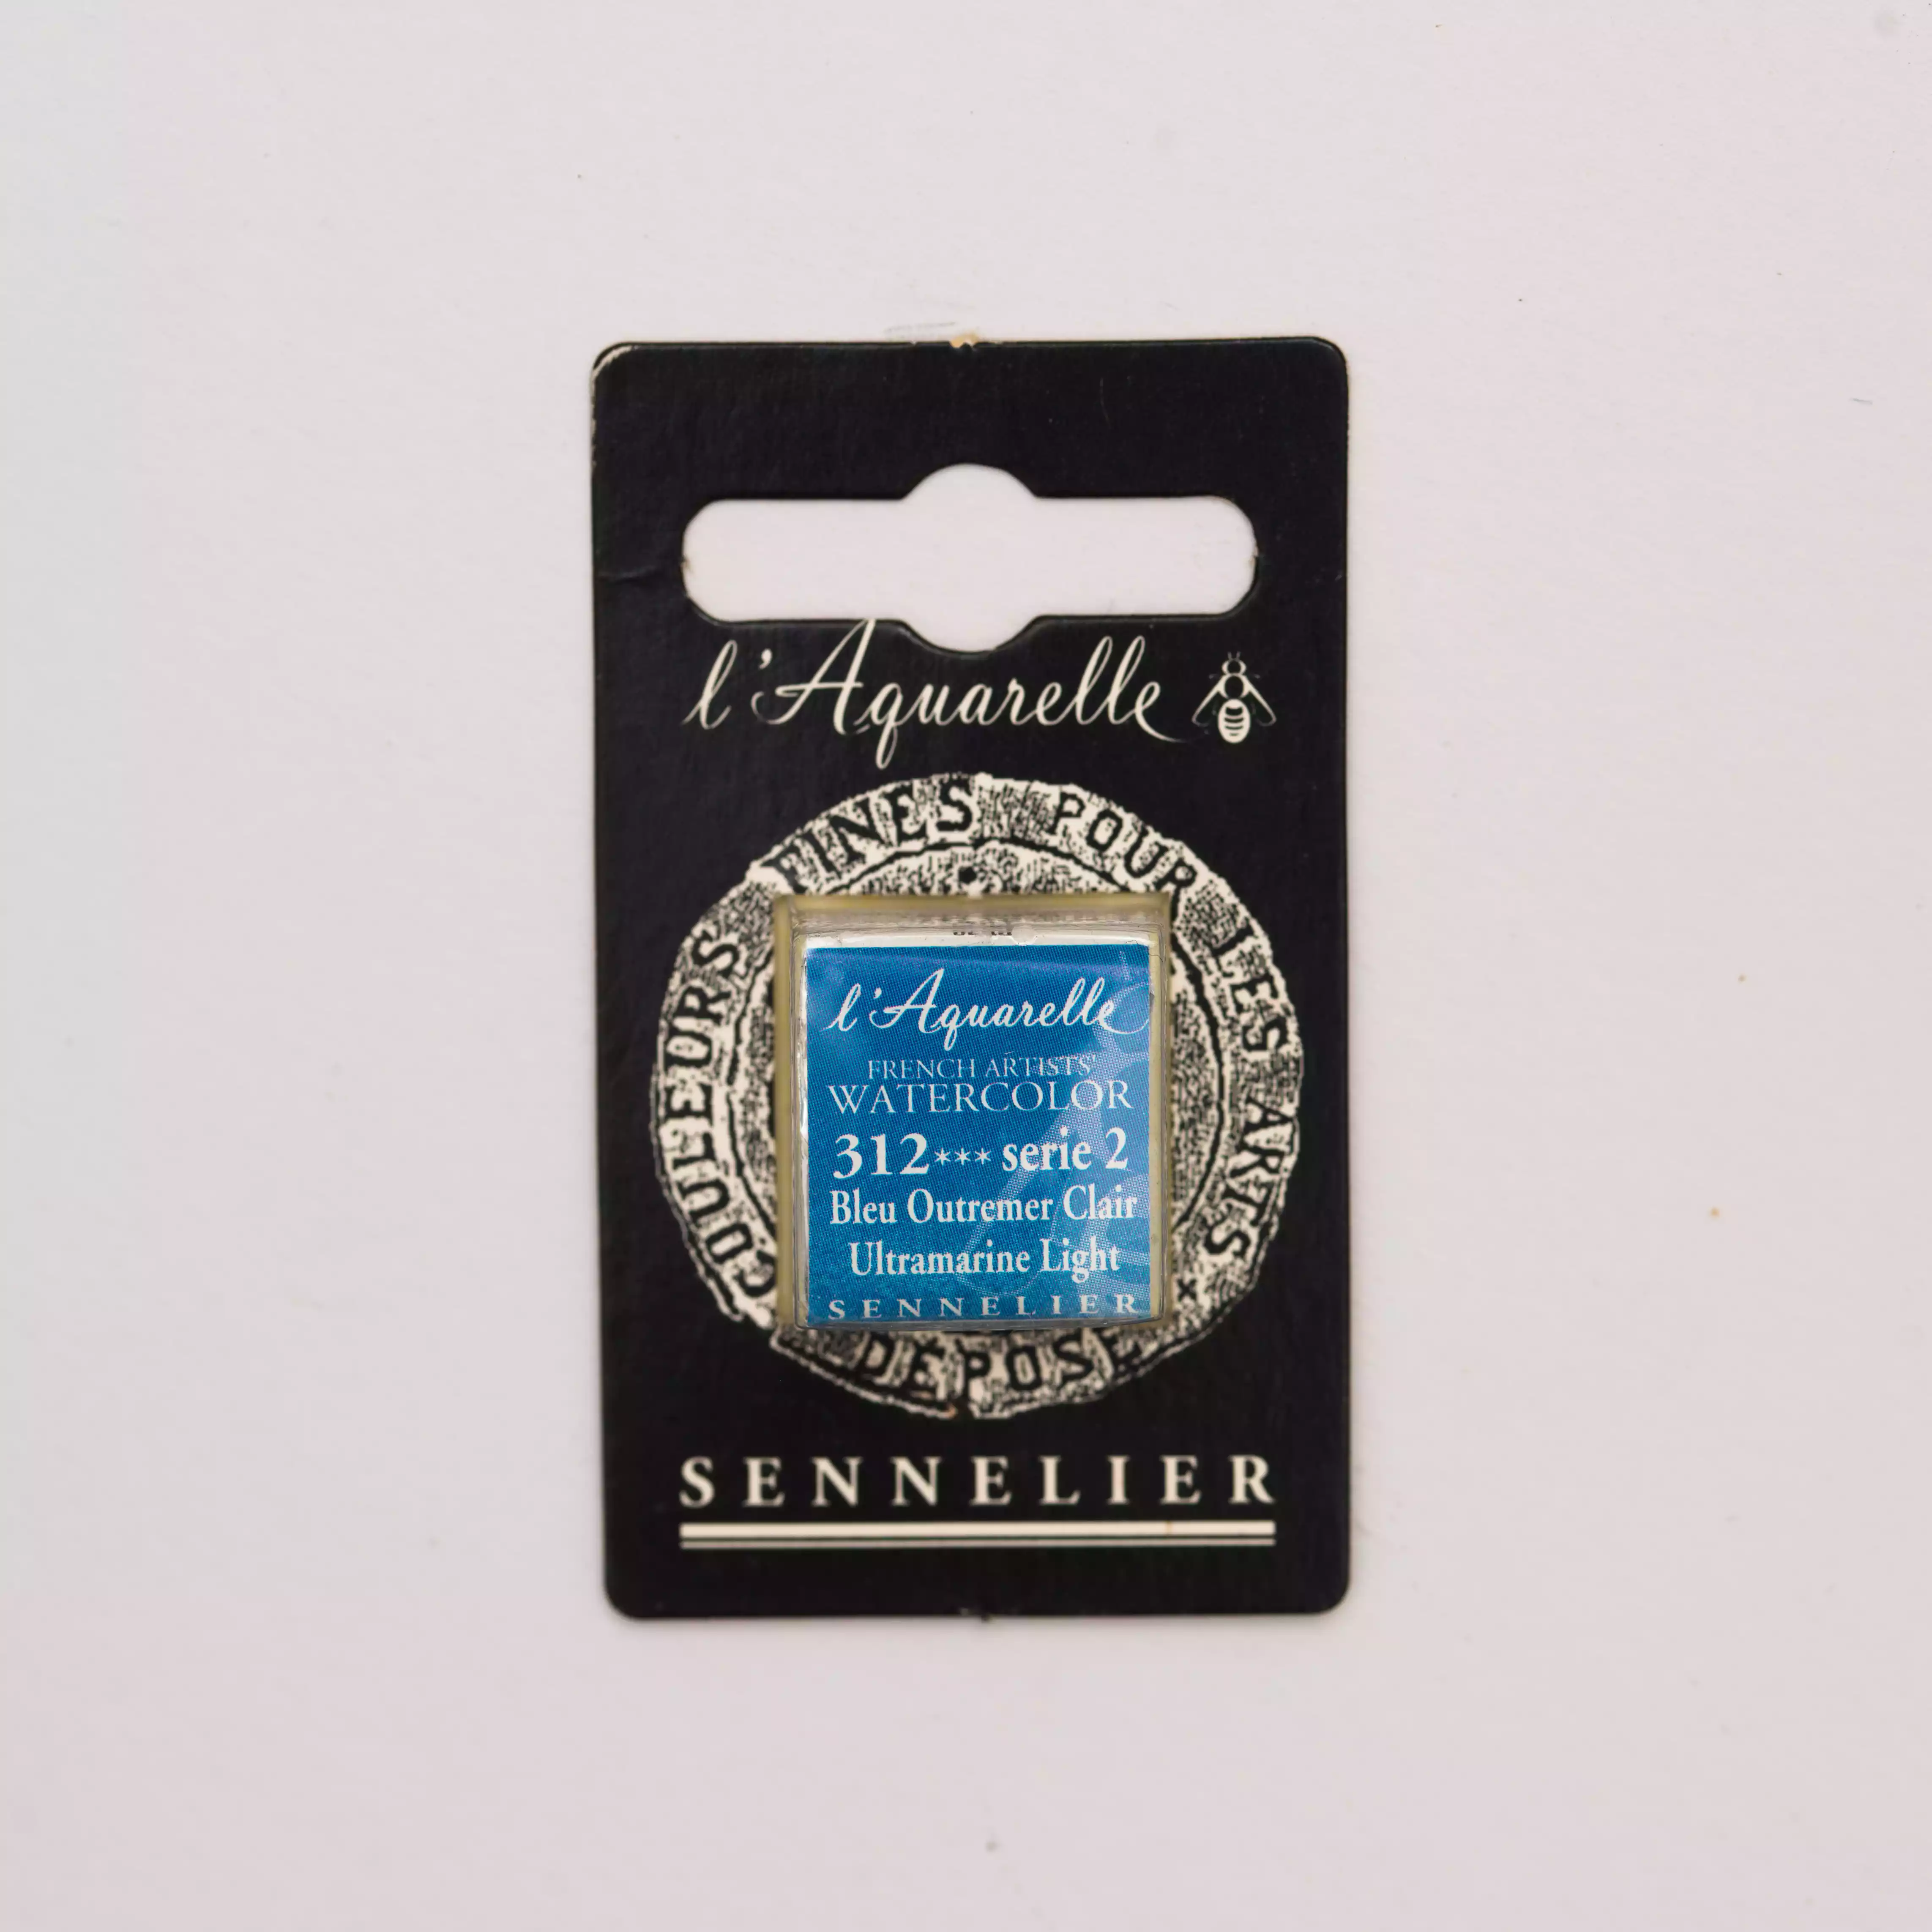 l'Aquarelle
COULEURS FINES POUR LES ARTS
DÉPOSÉ
l'Aquarelle
FRENCH ARTISTS'
WATERCOLOR
312*** serie 2
Bleu Outremer Clair
Ultramarine Light
SENNELIER
SENNELIER